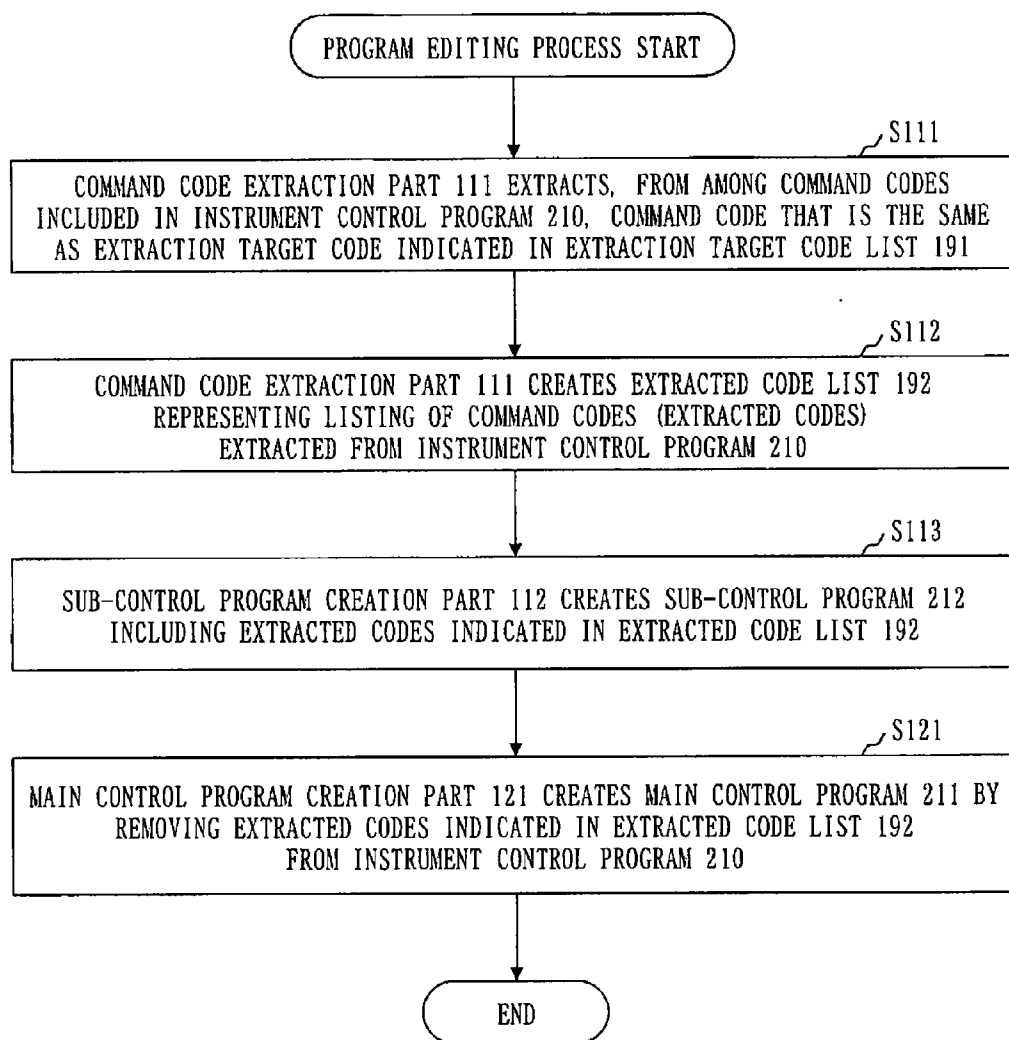 PROGRAM EDITING PROCESS START
S111
COMMAND CODE EXTRACTION PART 111 EXTRACTS, FROM AMONG COMMAND CODES
INCLUDED IN INSTRUMENT CONTROL PROGRAM 210, COMMAND CODE THAT IS THE SAME
AS EXTRACTION TARGET CODE INDICATED IN EXTRACTION TARGET CODE LIST 191
S112
COMMAND CODE EXTRACTION PART 111 CREATES EXTRACTED CODE LIST 192
REPRESENTING LISTING OF COMMAND CODES (EXTRACTED CODES)
EXTRACTED FROM INSTRUMENT CONTROL PROGRAM 210
S113
SUB-CONTROL PROGRAM CREATION PART 112 CREATES SUB-CONTROL PROGRAM 212
INCLUDING EXTRACTED CODES INDICATED IN EXTRACTED CODE LIST 192
S121
MAIN CONTROL PROGRAM CREATION PART 121 CREATES MAIN CONTROL PROGRAM 211 BY
REMOVING EXTRACTED CODES INDICATED IN EXTRACTED CODE LIST 192
FROM INSTRUMENT CONTROL PROGRAM 210
END